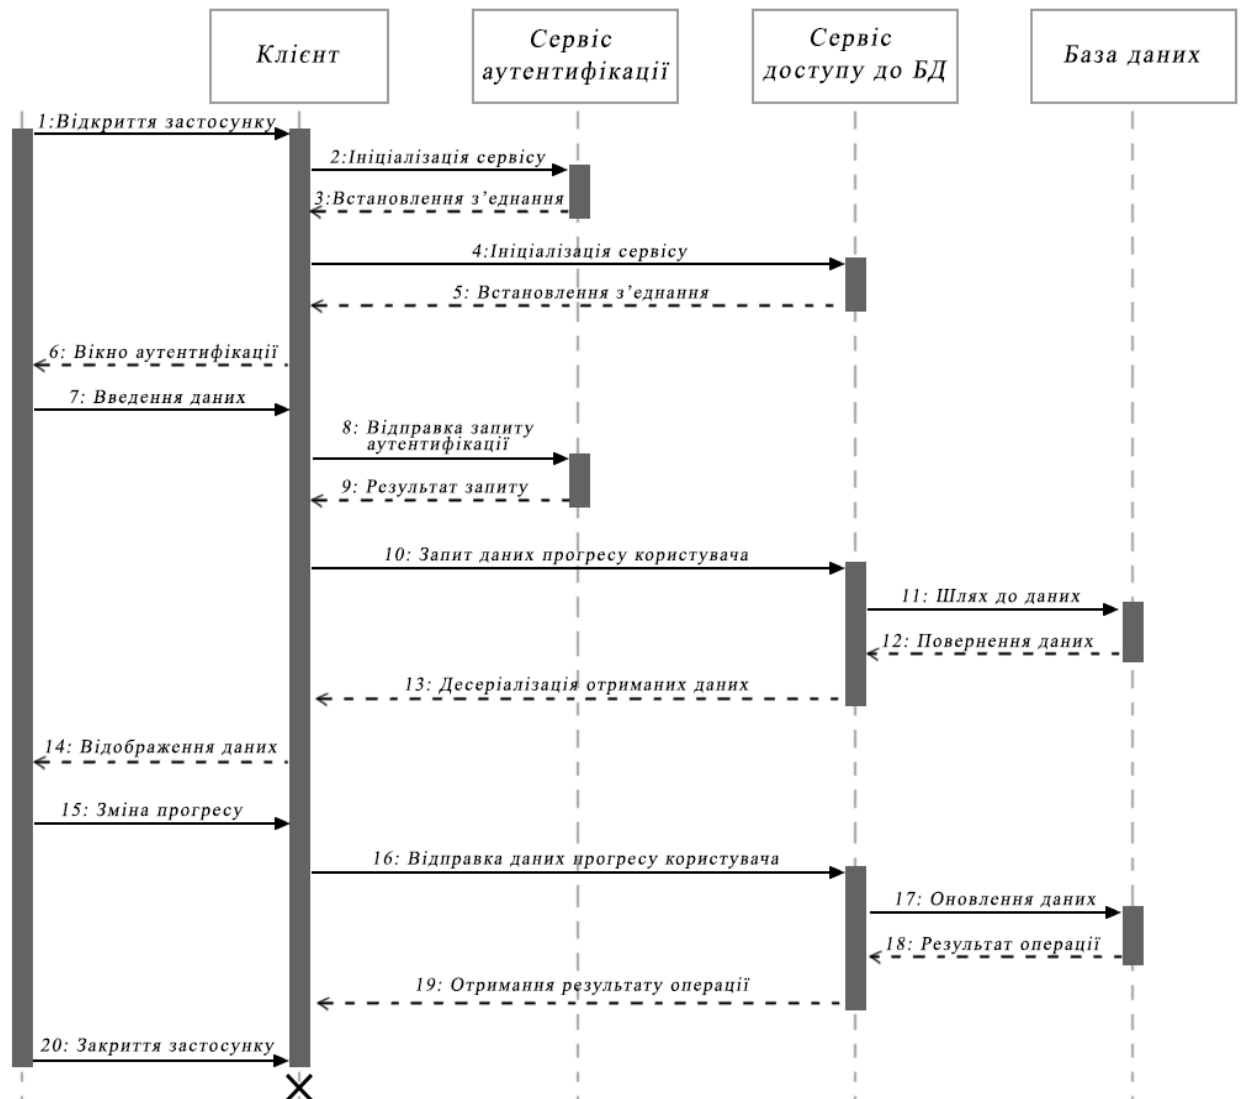 Клієнт
Сервіс
аутентифікації
Сервіс
доступу до БД
База даних
1:Відкриття застосунку
2:Ініціалізація сервісу
3:Встановлення з’еднання
4:Ініціалізація сервісу
5: Встановлення з’еднання
6: Вікно аутентифікації
7: Введення даних
8: Відправка запиту
аутентифікації
9: Результат запиту
10: Запит даних прогресу користувача
11: Шлях до даних
12: Повернення даних
13: Десеріалізація отриманих даних
14: Відображення даних
15: Зміна прогресу
16: Відправка даних прогресу користувача
17: Оновлення даних
18: Результат операції
19: Отримання результату операції
20: Закриття застосунку